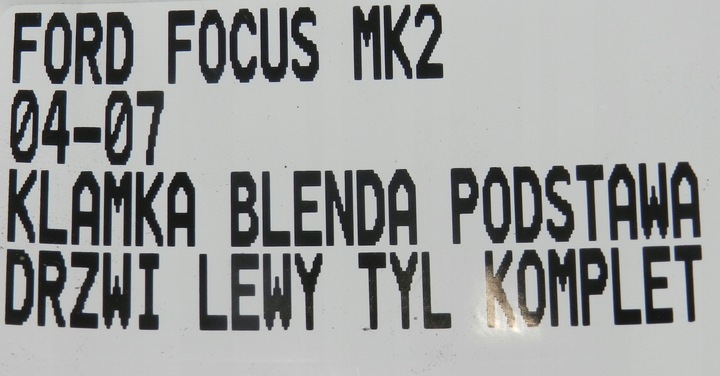 FORD FOCUS MK2
04-07
KLAMKA BLENDA PODSTAWA
DRZWI LEWY TYL KOMPLET